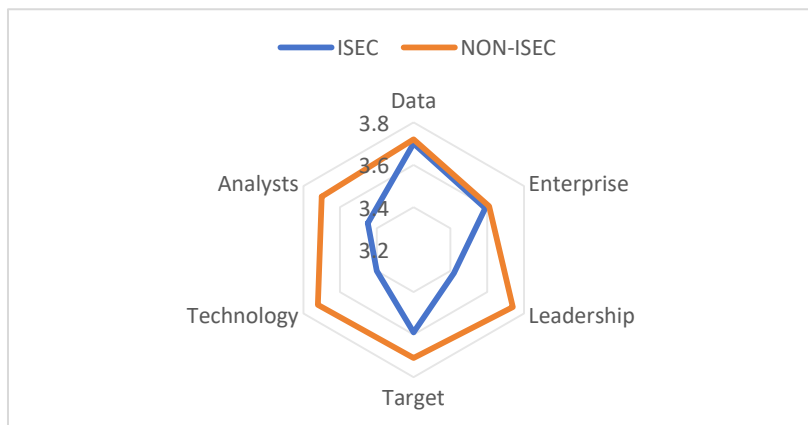 ISEC NON-ISEC
Data
3.8
3.6
Analysts Enterprise
3.4
3.2
Technology Leadership
Target